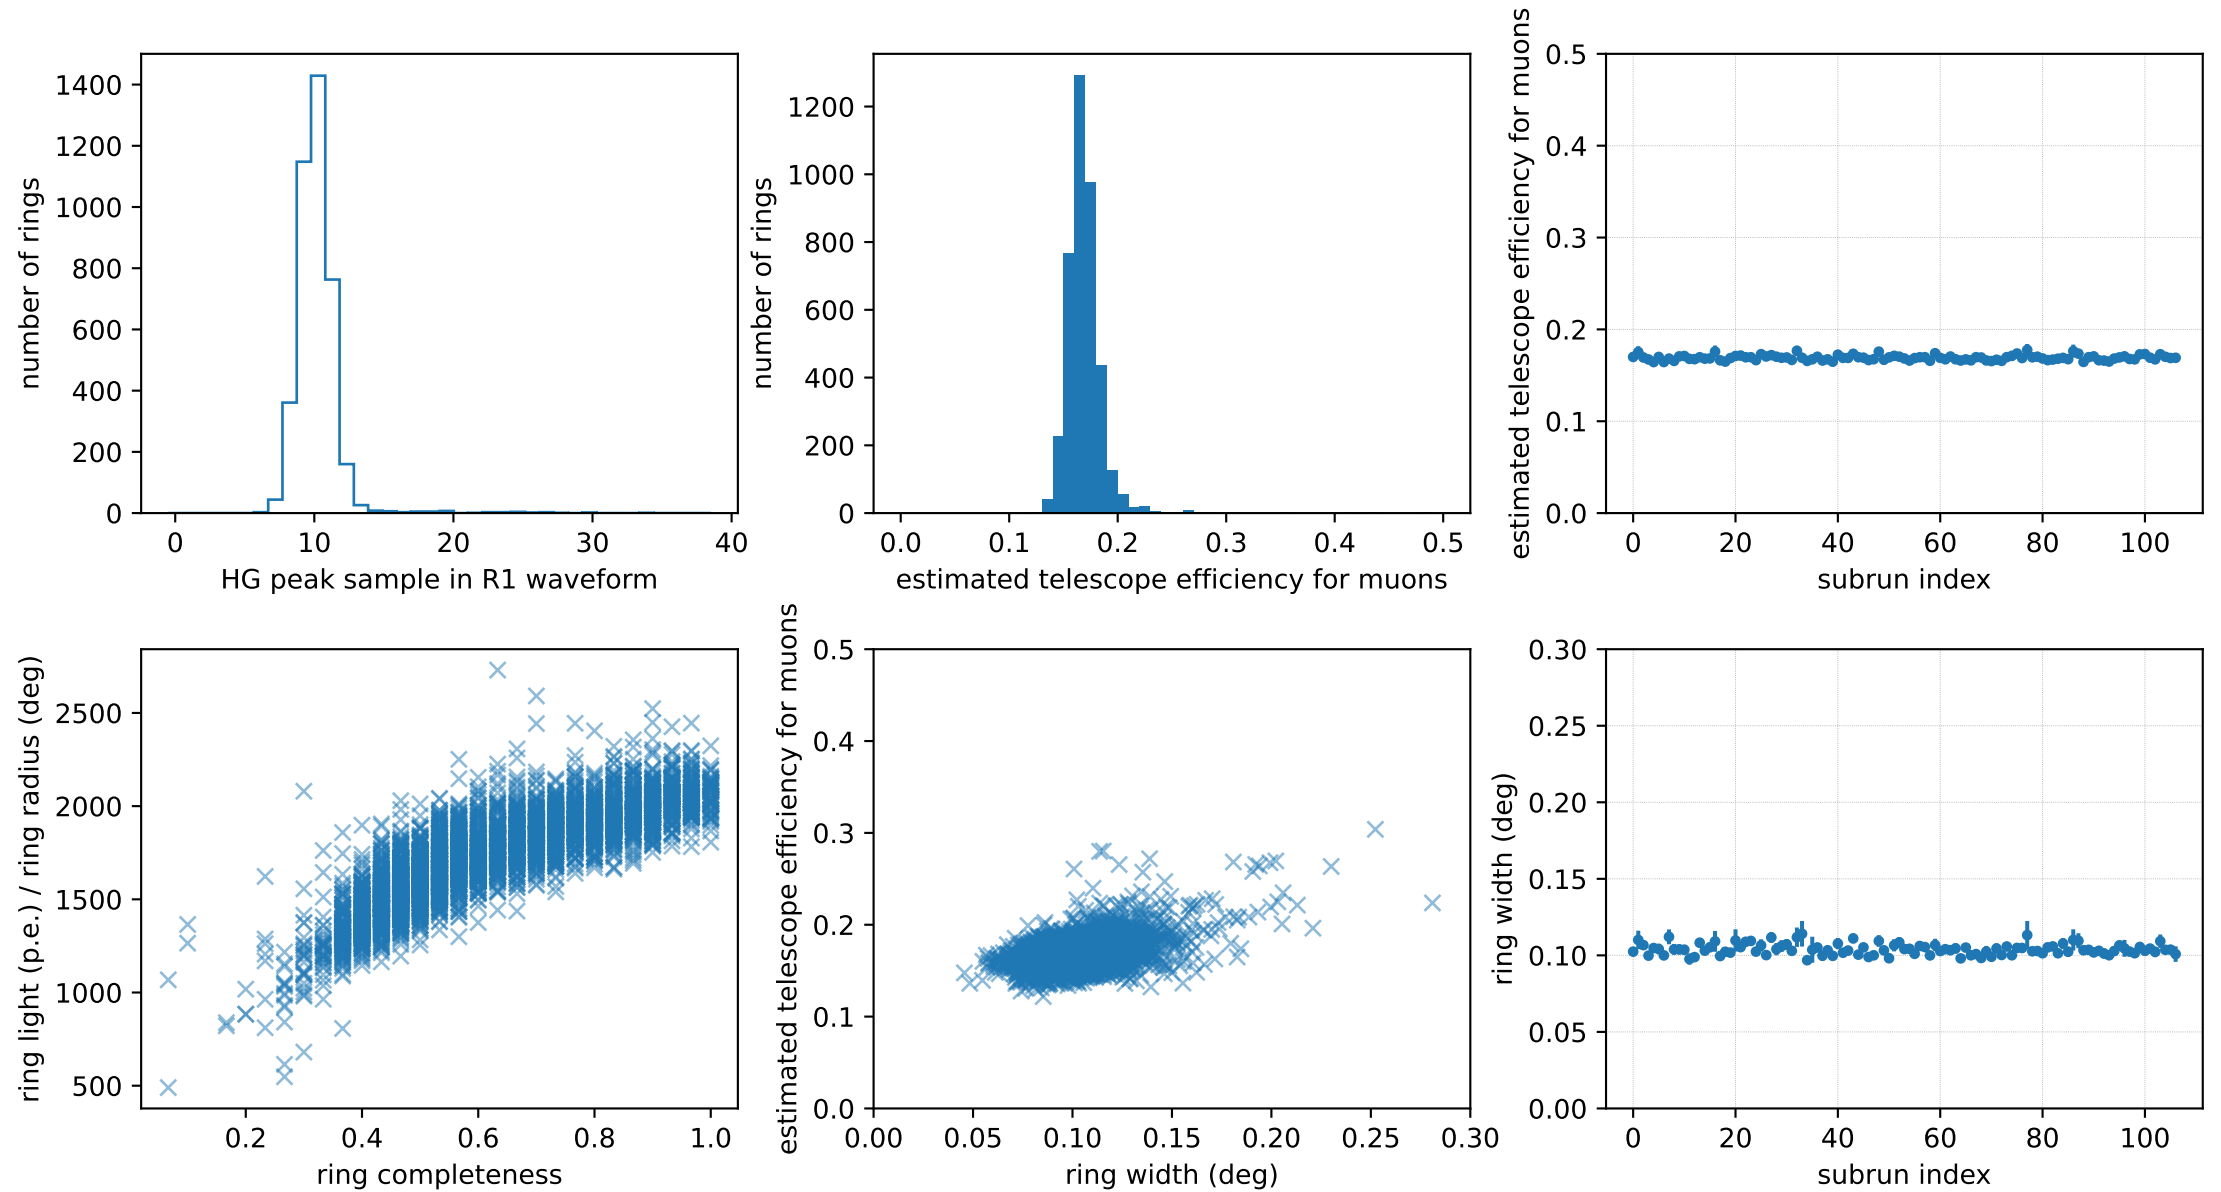 number of rings
1400
1200
1000
800
600
400
200
0
0 10 20 30 40
HG peak sample in R1 waveform
number of rings
1200
1000
800
600
400
200
0
0.0 0.1 0.2 0.3 0.4 0.5
estimated telescope efficiency for muons
estimated telescope efficiency for muons
0.5
0.4
0.3
0.2
0.1
0.0
0 20 40 60 80 100
subrun index
ring light (p.e.) / ring radius (deg)
2500
2000
1500
1000
500
0.2 0.4 0.6 0.8 1.0
ring completeness
estimated telescope efficiency for muons
0.5
0.4
0.3
0.2
0.1
0.0
0.00 0.05 0.10 0.15 0.20 0.25 0.30
ring width (deg)
ring width (deg)
0.30
0.25
0.20
0.15
0.10
0.05
0.00
0 20 40 60 80 100
subrun index